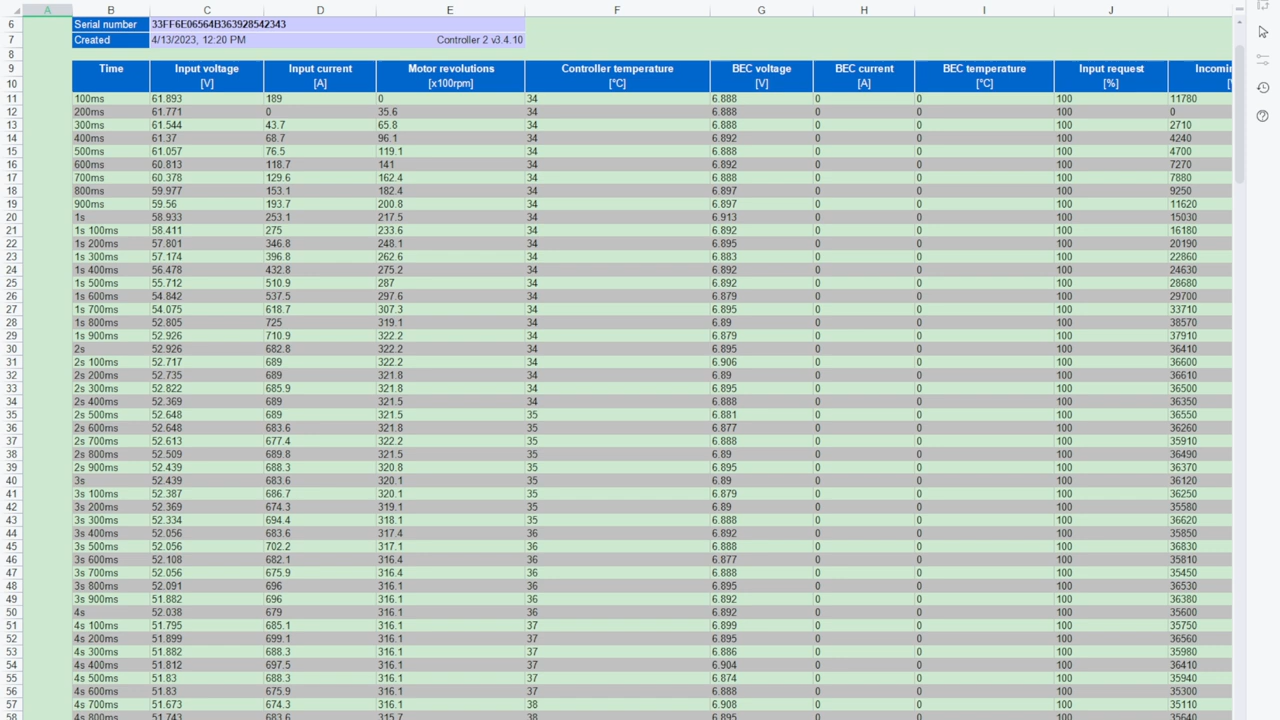 A B C D E F G H I J
6 Serial number 33FF6E06564B363928542343
7 Created 4/13/2023, 12:20 PM Controller 2 v3.4.10
8
9 Time Input voltage Input current Motor revolutions Controller temperature BEC voltage BEC current BEC temperature Input request Incomin
10 [V] [A] [x100rpm] [°C] [V] [A] [°C] [%]
11 100ms 61.893 189 0 34 6.888 0 0 100 11780
12 200ms 61.771 0 35.6 34 6.888 0 0 100 0
13 300ms 61.544 43.7 65.8 34 6.888 0 0 100 2710
14 400ms 61.37 68.7 96.1 34 6.892 0 0 100 4240
15 500ms 61.057 76.5 119.1 34 6.888 0 0 100 4700
16 600ms 60.813 118.7 141 34 6.892 0 0 100 7270
17 700ms 60.378 129.6 162.4 34 6.888 0 0 100 7880
18 800ms 59.977 153.1 182.4 34 6.897 0 0 100 9250
19 900ms 59.56 193.7 200.8 34 6.897 0 0 100 11620
20 1s 58.933 253.1 217.5 34 6.913 0 0 100 15030
21 1s 100ms 58.411 275 233.6 34 6.892 0 0 100 16180
22 1s 200ms 57.801 346.8 248.1 34 6.895 0 0 100 20190
23 1s 300ms 57.174 396.8 262.6 34 6.883 0 0 100 22860
24 1s 400ms 56.478 432.8 275.2 34 6.892 0 0 100 24630
25 1s 500ms 55.712 510.9 287 34 6.892 0 0 100 28680
26 1s 600ms 54.842 537.5 297.6 34 6.879 0 0 100 29700
27 1s 700ms 54.075 618.7 307.3 34 6.895 0 0 100 33710
28 1s 800ms 52.805 725 319.1 34 6.89 0 0 100 38570
29 1s 900ms 52.926 710.9 322.2 34 6.879 0 0 100 37910
30 2s 52.926 682.8 322.2 34 6.895 0 0 100 36410
31 2s 100ms 52.717 689 322.2 34 6.906 0 0 100 36600
32 2s 200ms 52.735 689 321.8 34 6.89 0 0 100 36610
33 2s 300ms 52.822 685.9 321.8 34 6.895 0 0 100 36500
34 2s 400ms 52.369 689 321.5 34 6.888 0 0 100 36350
35 2s 500ms 52.648 689 321.5 35 6.881 0 0 100 36550
36 2s 600ms 52.648 683.6 321.8 35 6.877 0 0 100 36260
37 2s 700ms 52.613 677.4 322.2 35 6.888 0 0 100 35910
38 2s 800ms 52.509 689.8 321.5 35 6.89 0 0 100 36490
39 2s 900ms 52.439 688.3 320.8 35 6.895 0 0 100 36370
40 3s 52.439 683.6 320.1 35 6.89 0 0 100 36120
41 3s 100ms 52.387 686.7 320.1 35 6.879 0 0 100 36250
42 3s 200ms 52.369 674.3 319.1 35 6.89 0 0 100 35580
43 3s 300ms 52.334 694.4 318.1 35 6.888 0 0 100 36620
44 3s 400ms 52.056 683.6 317.4 36 6.892 0 0 100 35850
45 3s 500ms 52.056 702.2 317.1 36 6.888 0 0 100 36830
46 3s 600ms 52.108 682.1 316.4 36 6.877 0 0 100 35810
47 3s 700ms 52.056 675.9 316.4 36 6.888 0 0 100 35450
48 3s 800ms 52.091 696 316.1 36 6.895 0 0 100 36530
49 3s 900ms 51.882 696 316.1 36 6.892 0 0 100 36380
50 4s 52.038 679 316.1 36 6.892 0 0 100 35600
51 4s 100ms 51.795 685.1 316.1 37 6.899 0 0 100 35750
52 4s 200ms 51.899 699.1 316.1 37 6.895 0 0 100 36560
53 4s 300ms 51.882 688.3 316.1 37 6.886 0 0 100 35980
54 4s 400ms 51.812 697.5 316.1 37 6.904 0 0 100 36410
55 4s 500ms 51.83 688.3 316.1 37 6.874 0 0 100 35940
56 4s 600ms 51.83 675.9 316.1 37 6.888 0 0 100 35300
57 4s 700ms 51.673 674.3 316.1 38 6.908 0 0 100 35110
58 4s 800ms 51.743 683.6 315.7 38 6.895 0 0 100 35640